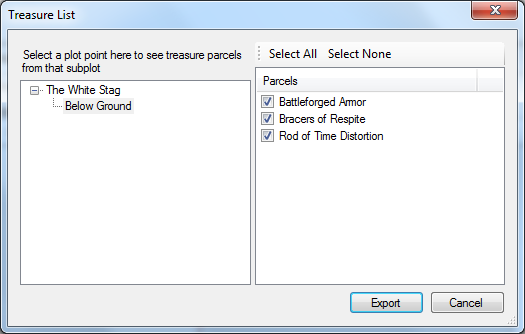 Treasure List
Select a plot point here to see treasure parcels
from that subplot
The White Stag
Below Ground
Select All Select None
Parcels
Battleforged Armor
Bracers of Respite
Rod of Time Distortion
Export Cancel